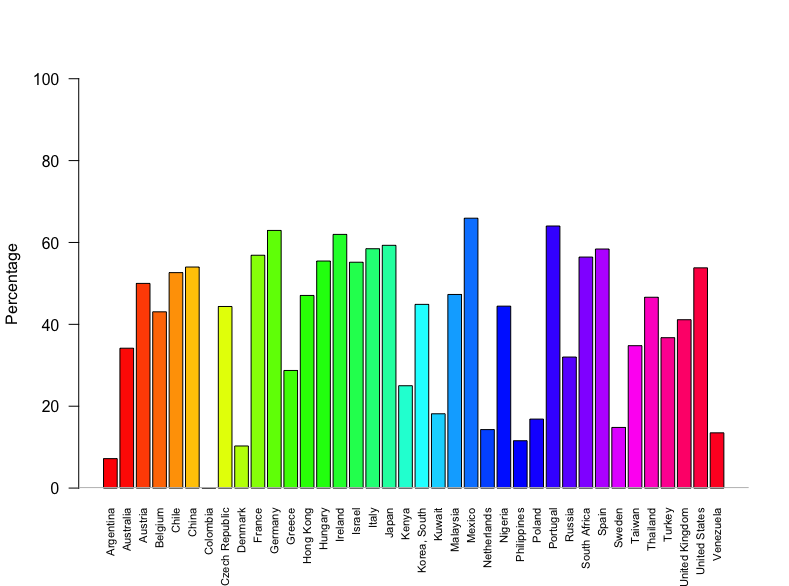 100
80
60
40
20
0
Percentage
Argentina
Australia
Austria
Belgium
Chile
China
Colombia
Czech Republic
Denmark
France
Germany
Greece
Hong Kong
Hungary
Ireland
Israel
Italy
Japan
Kenya
Korea, South
Kuwait
Malaysia
Mexico
Netherlands
Nigeria
Philippines
Poland
Portugal
Russia
South Africa
Spain
Sweden
Taiwan
Thailand
Turkey
United Kingdom
United States
Venezuela